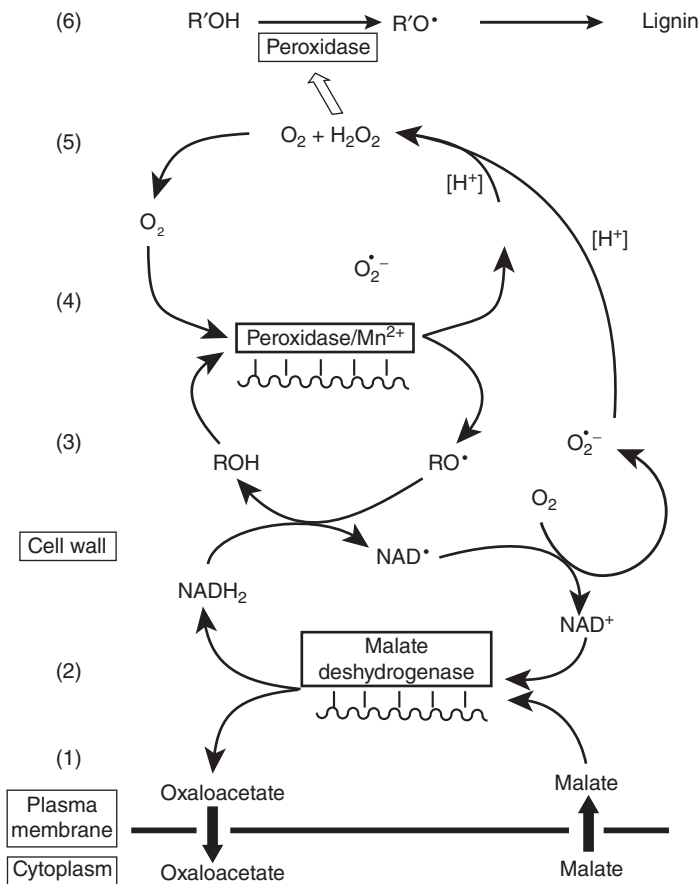 (6) R′OH R′O• Lignin
Peroxidase
(5) O₂ + H₂O₂
[H⁺]
[H⁺]
O₂
O₂•−
(4)
Peroxidase/Mn²⁺
(3) ROH RO• O₂•−
O₂
Cell wall
NAD•
NADH₂
NAD⁺
Malate
deshydrogenase
(2)
(1)
Oxaloacetate Malate
Plasma
membrane
Cytoplasm
Oxaloacetate Malate